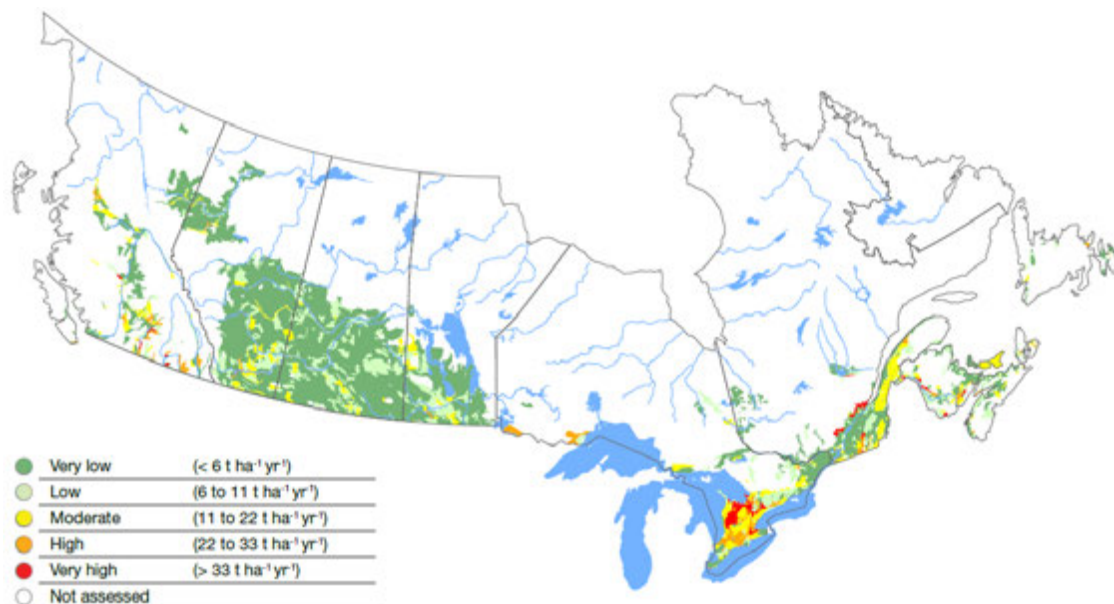 Very low (< 6 t ha⁻¹ yr⁻¹)
Low (6 to 11 t ha⁻¹ yr⁻¹)
Moderate (11 to 22 t ha⁻¹ yr⁻¹)
High (22 to 33 t ha⁻¹ yr⁻¹)
Very high (> 33 t ha⁻¹ yr⁻¹)
Not assessed